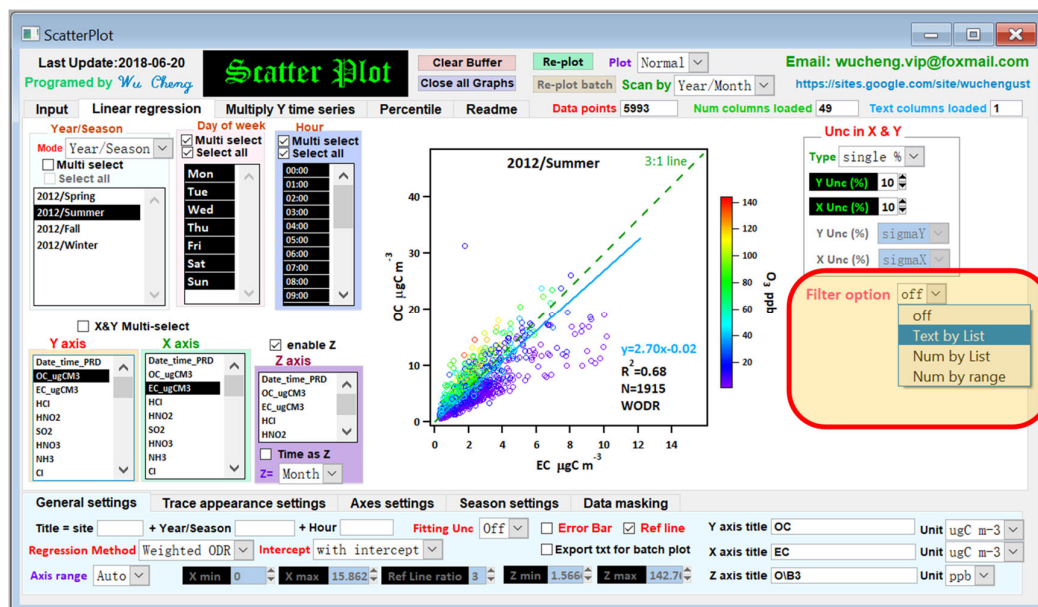 ScatterPlot
Last Update:2018-06-20
Programed by Wu Cheng
Scatter Plot
Clear Buffer
Close all Graphs
Re-plot
Plot Normal
Re-plot batch
Scan by Year/Month
Email: wucheng.vip@foxmail.com
https://sites.google.com/site/wuchengust
Input Linear regression Multiply Y time series Percentile Readme
Data points 5993 Num columns loaded 49 Text columns loaded 1
Year/Season
Mode Year/Season
Multi select
Select all
2012/Spring
2012/Summer
2012/Fall
2012/Winter
Day of week
Multi select
Select all
Mon
Tue
Wed
Thu
Fri
Sat
Sun
Hour
Multi select
Select all
00:00
01:00
02:00
03:00
04:00
05:00
06:00
07:00
08:00
09:00
X&Y Multi-select
Y axis
Date_time_PRD
OC_ugCM3
EC_ugCM3
HCl
HNO2
SO2
HNO3
NH3
Cl
X axis
Date_time_PRD
OC_ugCM3
EC_ugCM3
HCl
HNO2
SO2
HNO3
NH3
Cl
enable Z
Z axis
Date_time_PRD
OC_ugCM3
EC_ugCM3
HCl
HNO2
Time as Z
Z= Month
2012/Summer
3:1 line
OC μgC m-3
40
30
20
10
0
0 2 4 6 8 10 12 14
EC μgC m-3
y=2.70x-0.02
R2=0.68
N=1915
WODR
140
120
100
80
60
40
20
O3 ppb
Unc in X & Y
Type single %
Y Unc (%) 10
X Unc (%) 10
Y Unc (%) sigmaY
X Unc (%) sigmaX
Filter option off
off
Text by List
Num by List
Num by range
General settings Trace appearance settings Axes settings Season settings Data masking
Title = site + Year/Season + Hour Fitting Unc Off Error Bar Ref line Y axis title OC Unit ugC m-3
Regression Method Weighted ODR Intercept with intercept Export txt for batch plot X axis title EC Unit ugC m-3
Axis range Auto X min 0 X max 15.862 Ref Line ratio 3 Z min 1.566 Z max Z axis title O\B3 Unit ppb